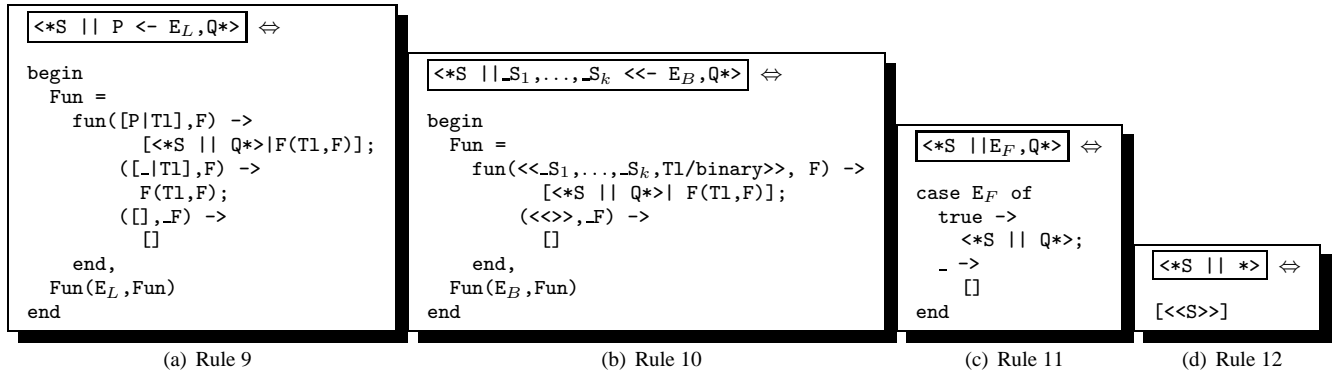 <*S || P <- E_L,Q*> ⇔
begin
  Fun =
    fun([P|Tl],F) ->
          [<*S || Q*>|F(Tl,F)];
       ([_|Tl],F) ->
          F(Tl,F);
       ([],_F) ->
          []
    end,
  Fun(E_L,Fun)
end
(a) Rule 9
<*S ||_S_1,...,_S_k <<- E_B,Q*> ⇔
begin
  Fun =
    fun(<<_S_1,...,_S_k,Tl/binary>>, F) ->
          [<*S || Q*>| F(Tl,F)];
       (<<>>,_F) ->
          []
    end,
  Fun(E_B,Fun)
end
(b) Rule 10
<*S ||E_F,Q*> ⇔
case E_F of
  true ->
    <*S || Q*>;
  _ ->
    []
end
(c) Rule 11
<*S || *> ⇔
[<<S>>]
(d) Rule 12